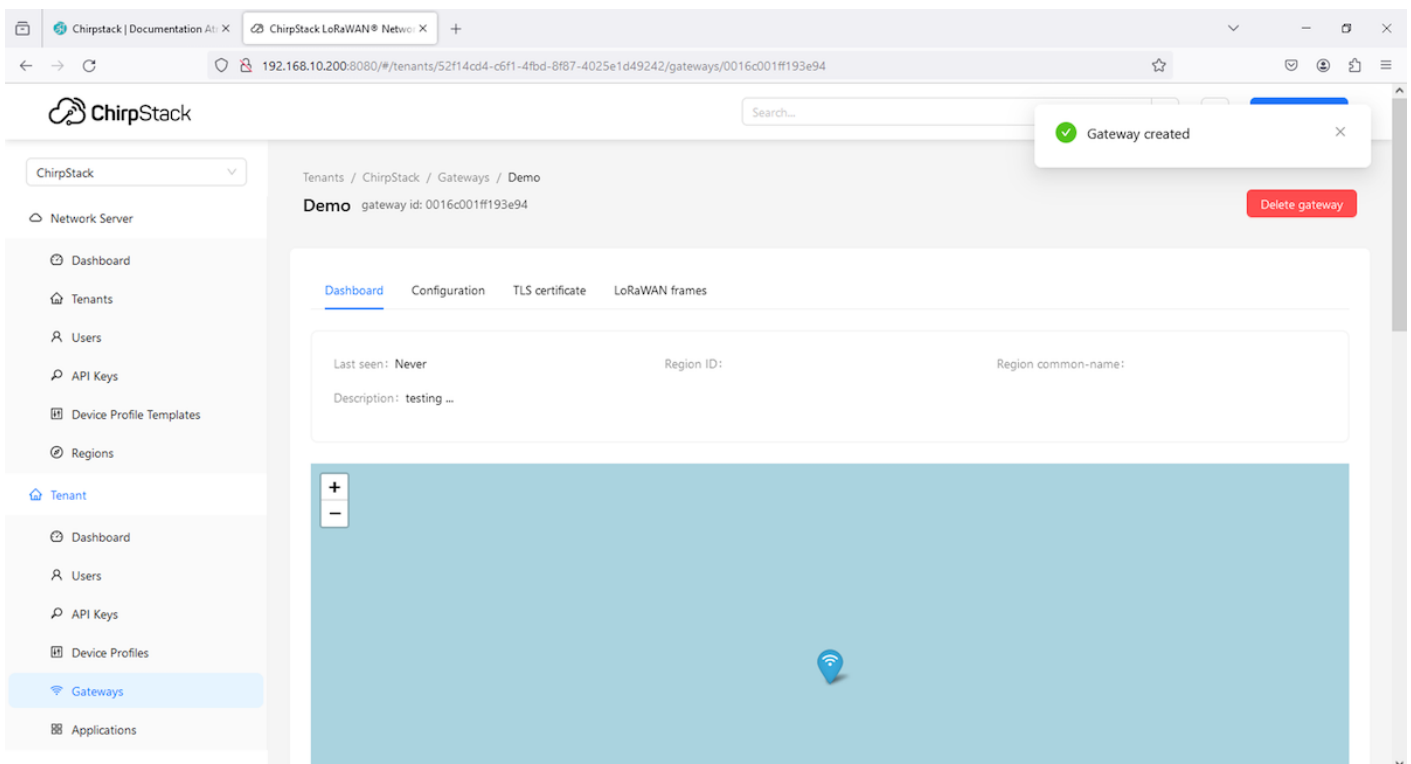 Chirpstack | Documentation At
ChirpStack LoRaWAN® Networ
192.168.10.200:8080/#/tenants/52f14cd4-c6f1-4fbd-8f87-4025e1d49242/gateways/0016c001ff193e94
ChirpStack
Search...
Gateway created
ChirpStack
Network Server
Dashboard
Tenants
Users
API Keys
Device Profile Templates
Regions
Tenant
Dashboard
Users
API Keys
Device Profiles
Gateways
Applications
Tenants / ChirpStack / Gateways / Demo
Demo gateway id: 0016c001ff193e94
Delete gateway
Dashboard Configuration TLS certificate LoRaWAN frames
Last seen: Never Region ID: Region common-name:
Description: testing ...
+
−